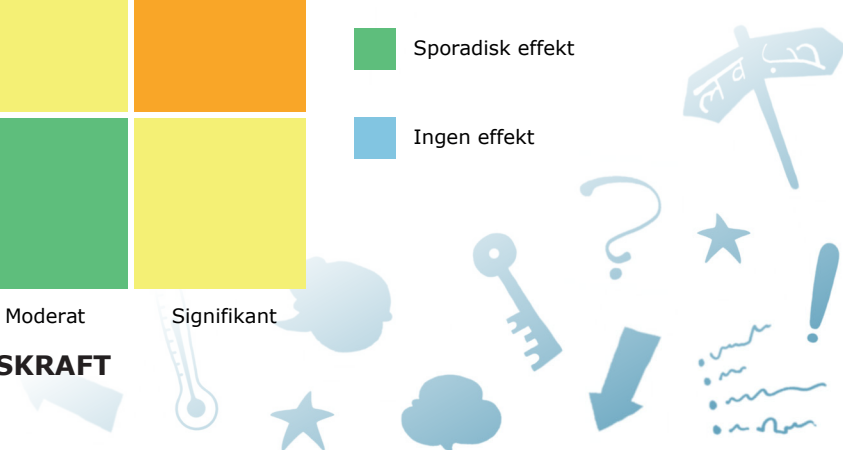 Sporadisk effekt
Ingen effekt
Moderat
Signifikant
SKRAFT